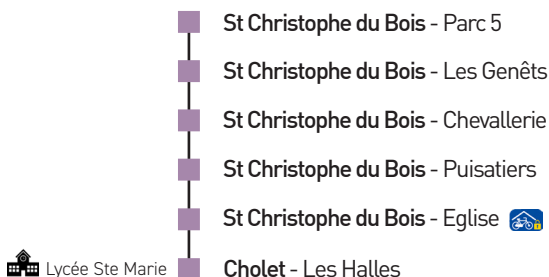 St Christophe du Bois - Parc 5
St Christophe du Bois - Les Genêts
St Christophe du Bois - Chevallerie
St Christophe du Bois - Puisatiers
St Christophe du Bois - Eglise
Lycée Ste Marie Cholet - Les Halles